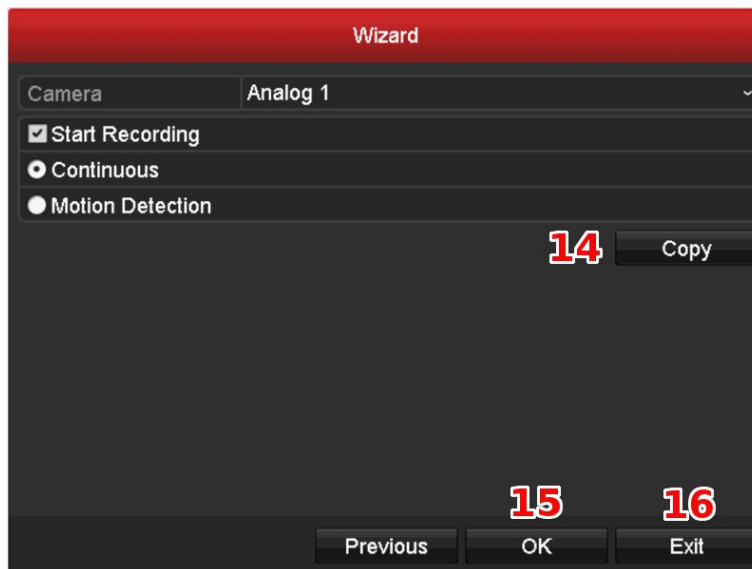 Wizard
Camera Analog 1
Start Recording
Continuous
Motion Detection
14 Copy
15 16
Previous OK Exit